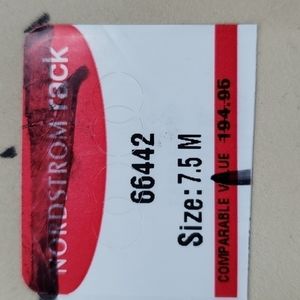 NORDSTROM rack
66442
Size: 7.5 M
COMPARABLE VALUE 194.95